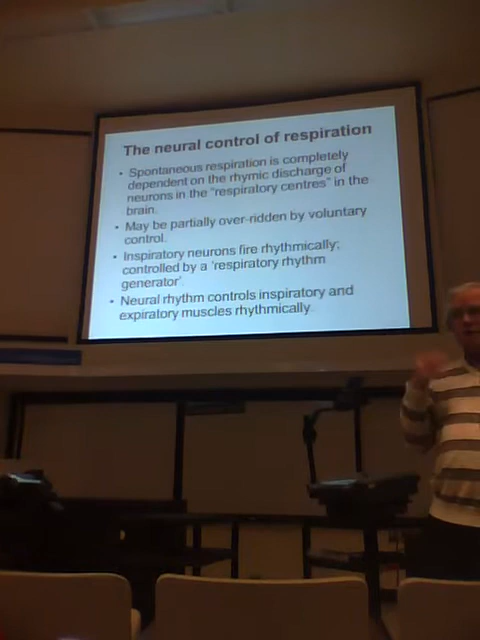 The neural control of respiration
• Spontaneous respiration is completely
dependent on the rhymic discharge of
neurons in the "respiratory centres" in the
brain.
• May be partially over-ridden by voluntary
control.
• Inspiratory neurons fire rhythmically;
controlled by a 'respiratory rhythm
generator'.
• Neural rhythm controls inspiratory and
expiratory muscles rhythmically.